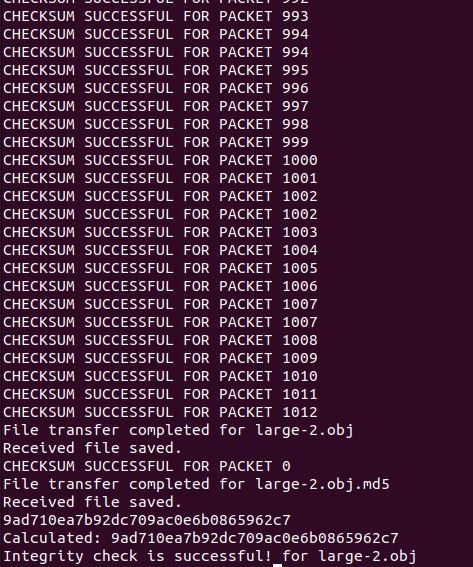 CHECKSUM SUCCESSFUL FOR PACKET 992
CHECKSUM SUCCESSFUL FOR PACKET 993
CHECKSUM SUCCESSFUL FOR PACKET 994
CHECKSUM SUCCESSFUL FOR PACKET 994
CHECKSUM SUCCESSFUL FOR PACKET 995
CHECKSUM SUCCESSFUL FOR PACKET 996
CHECKSUM SUCCESSFUL FOR PACKET 997
CHECKSUM SUCCESSFUL FOR PACKET 998
CHECKSUM SUCCESSFUL FOR PACKET 999
CHECKSUM SUCCESSFUL FOR PACKET 1000
CHECKSUM SUCCESSFUL FOR PACKET 1001
CHECKSUM SUCCESSFUL FOR PACKET 1002
CHECKSUM SUCCESSFUL FOR PACKET 1002
CHECKSUM SUCCESSFUL FOR PACKET 1003
CHECKSUM SUCCESSFUL FOR PACKET 1004
CHECKSUM SUCCESSFUL FOR PACKET 1005
CHECKSUM SUCCESSFUL FOR PACKET 1006
CHECKSUM SUCCESSFUL FOR PACKET 1007
CHECKSUM SUCCESSFUL FOR PACKET 1007
CHECKSUM SUCCESSFUL FOR PACKET 1008
CHECKSUM SUCCESSFUL FOR PACKET 1009
CHECKSUM SUCCESSFUL FOR PACKET 1010
CHECKSUM SUCCESSFUL FOR PACKET 1011
CHECKSUM SUCCESSFUL FOR PACKET 1012
File transfer completed for large-2.obj
Received file saved.
CHECKSUM SUCCESSFUL FOR PACKET 0
File transfer completed for large-2.obj.md5
Received file saved.
9ad710ea7b92dc709ac0e6b0865962c7
Calculated: 9ad710ea7b92dc709ac0e6b0865962c7
Integrity check is successful! for large-2.obj